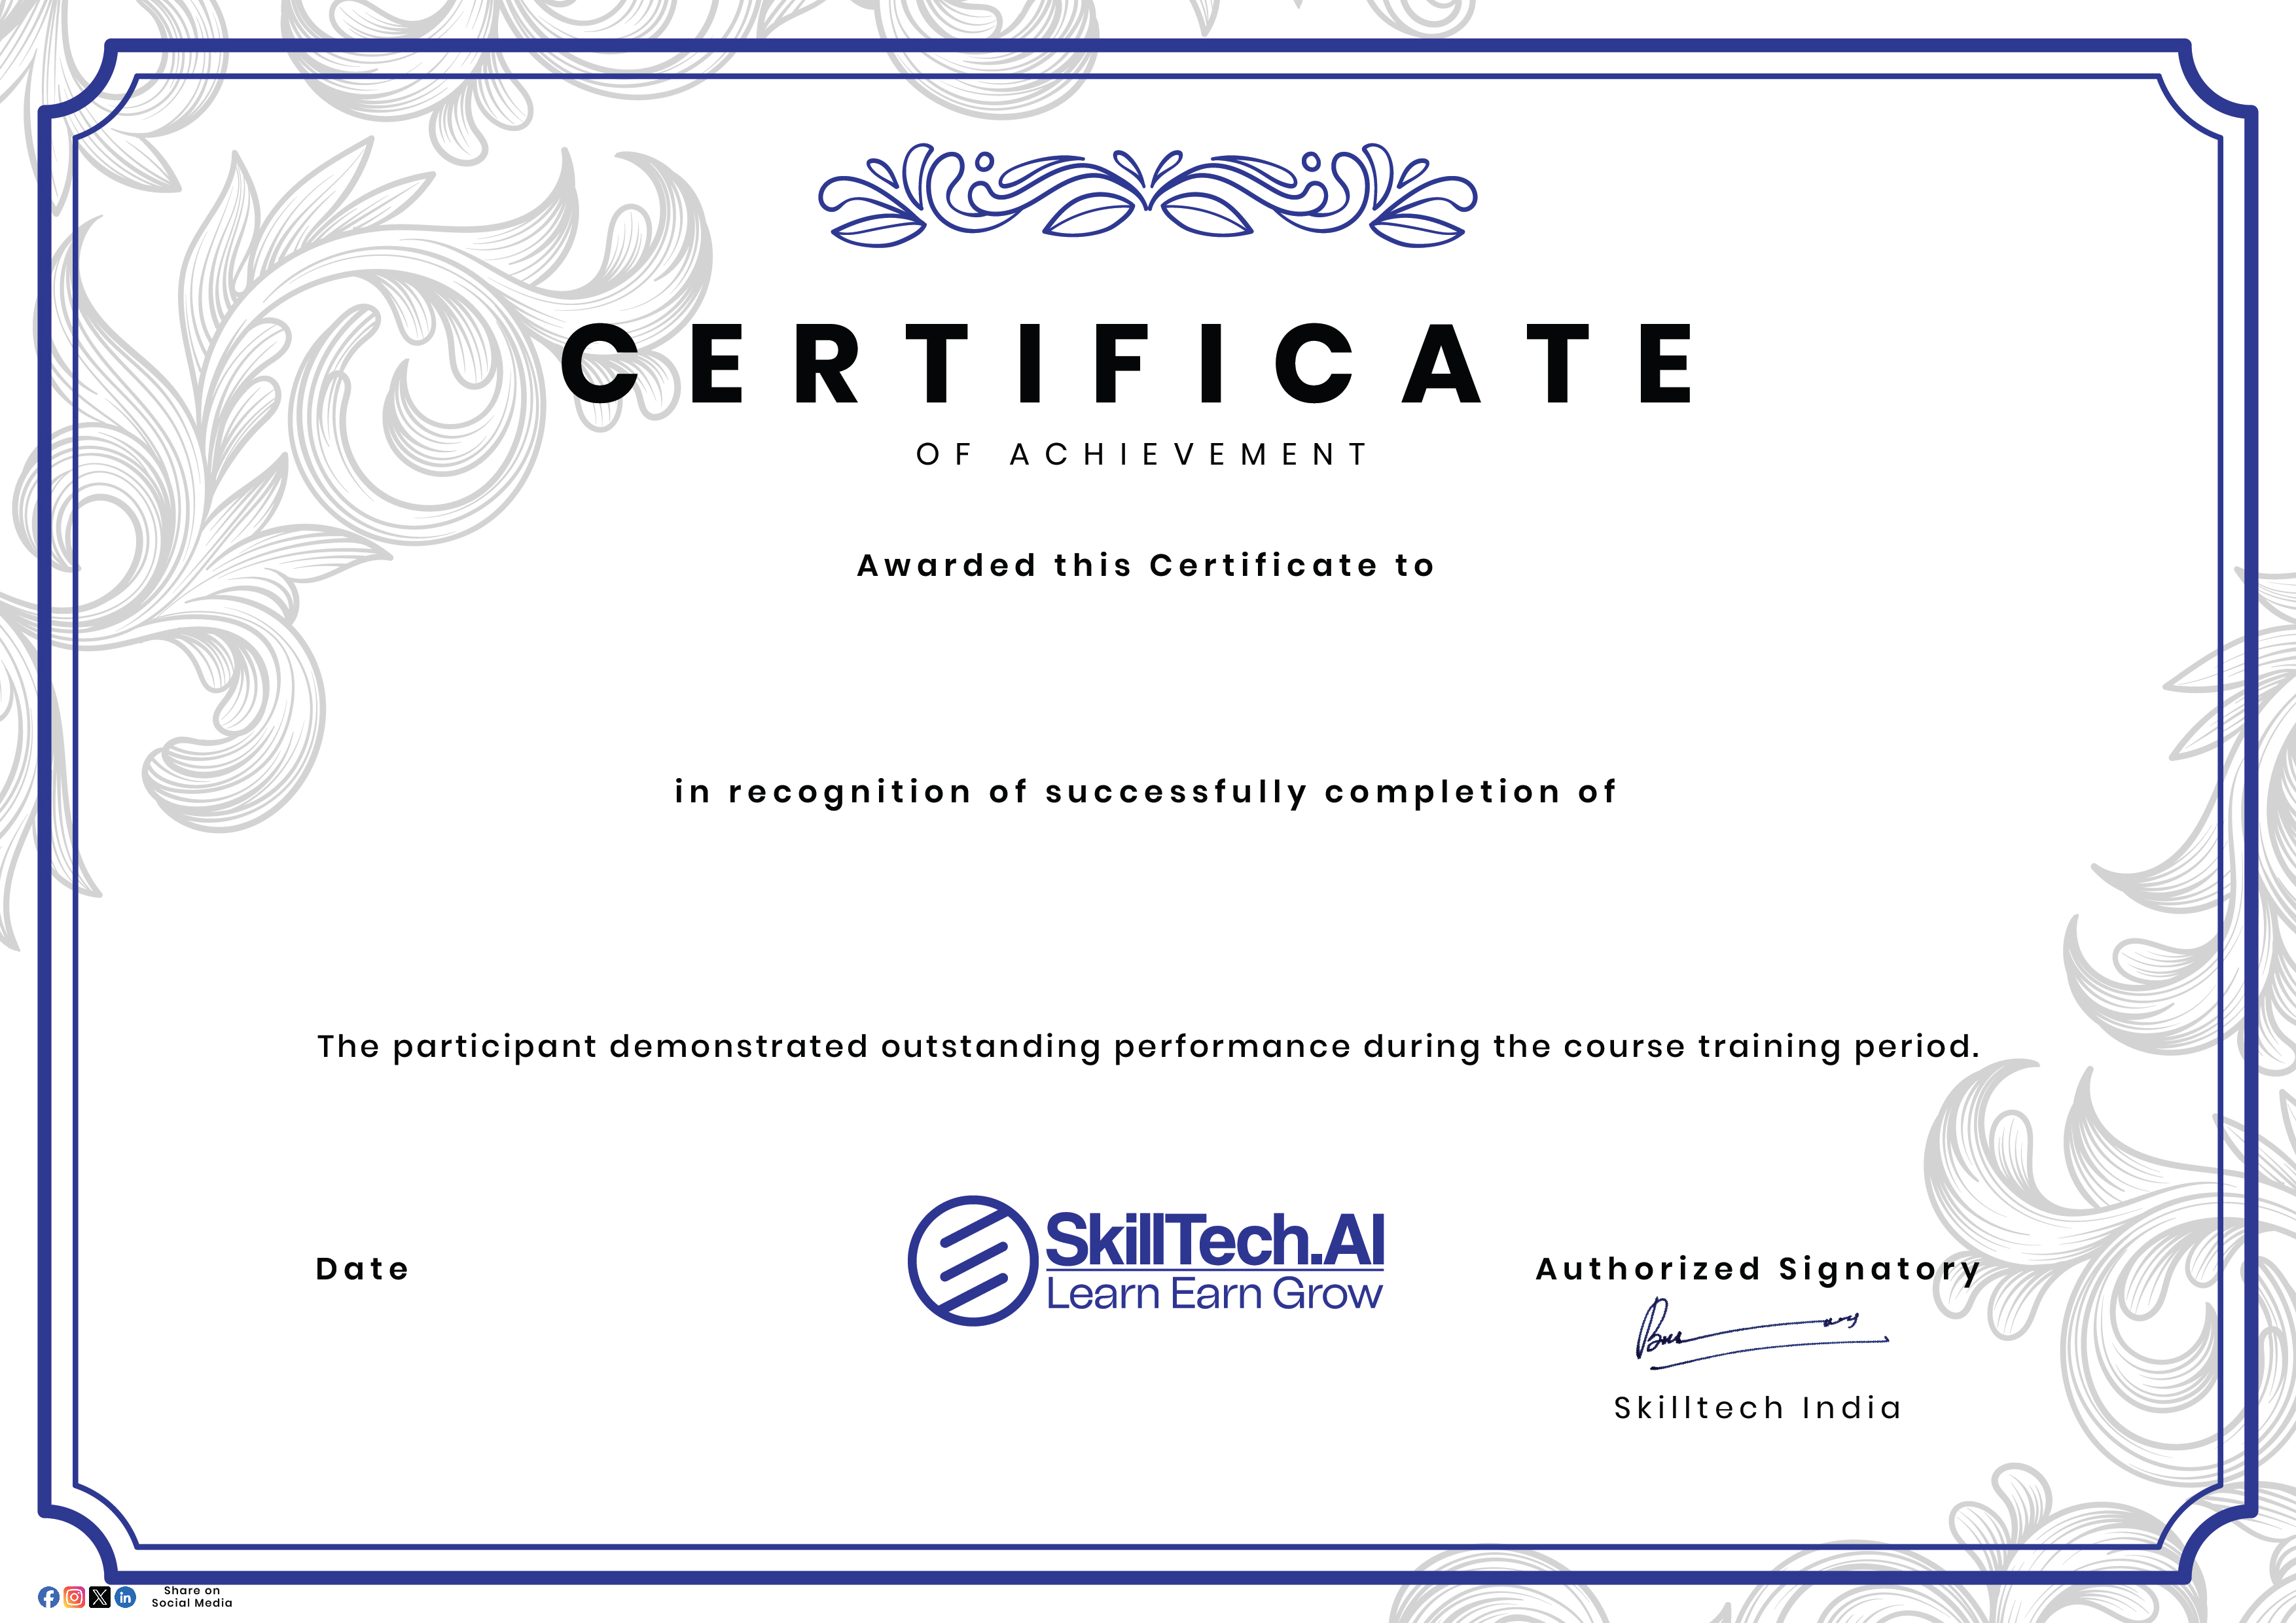 CERTIFICATE
OF ACHIEVEMENT
Awarded this Certificate to
in recognition of successfully completion of
The participant demonstrated outstanding performance during the course training period.
Date
SkillTech.AI
Learn Earn Grow
Authorized Signatory
Skilltech India
Share on
Social Media